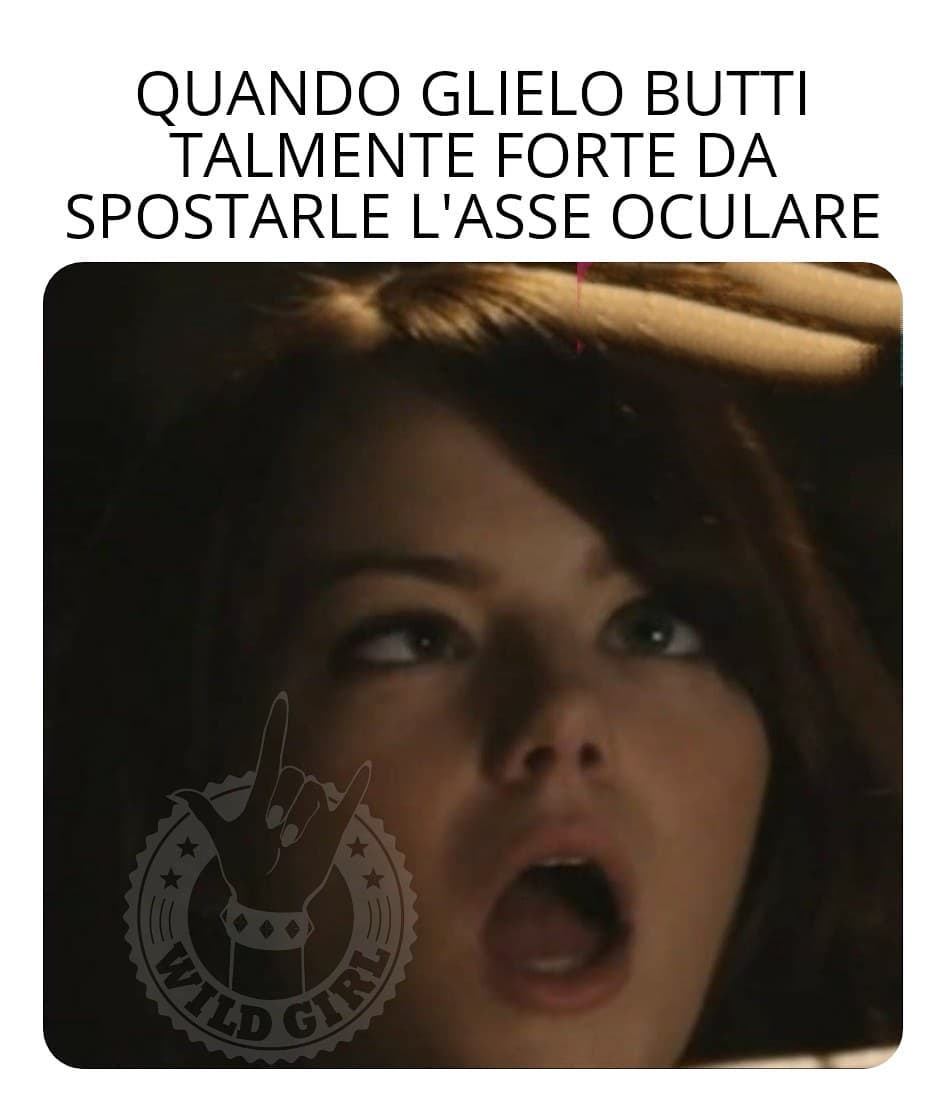 QUANDO GLIELO BUTTI
TALMENTE FORTE DA
SPOSTARLE L'ASSE OCULARE
WILD GIRL